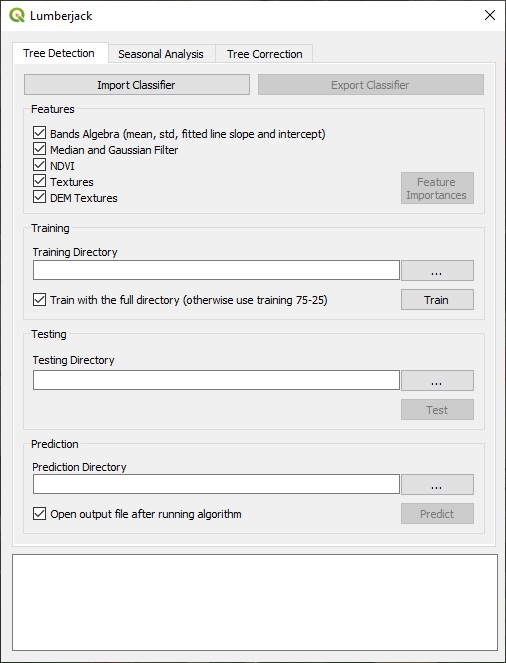 Lumberjack
Tree Detection
Seasonal Analysis
Tree Correction
Import Classifier
Export Classifier
Features
Bands Algebra (mean, std, fitted line slope and intercept)
Median and Gaussian Filter
NDVI
Textures
DEM Textures
Feature
Importances
Training
Training Directory
...
Train with the full directory (otherwise use training 75-25)
Train
Testing
Testing Directory
...
Test
Prediction
Prediction Directory
...
Open output file after running algorithm
Predict